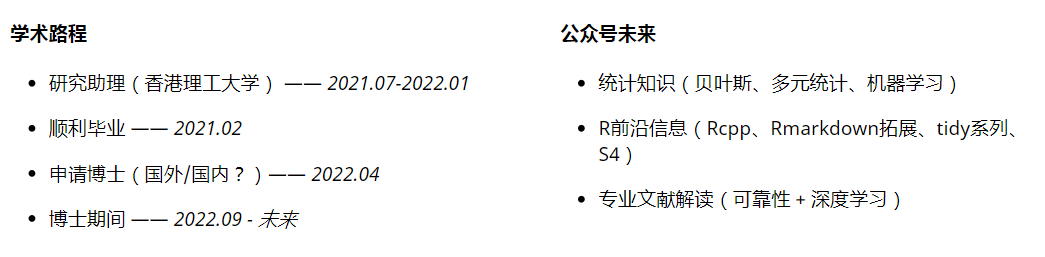 学术路程
研究助理（香港理工大学） —— 2021.07-2022.01
顺利毕业 —— 2021.02
申请博士（国外/国内？）—— 2022.04
博士期间 —— 2022.09 - 未来
公众号未来
统计知识（贝叶斯、多元统计、机器学习）
R前沿信息（Rcpp、Rmarkdown拓展、tidy系列、
S4）
专业文献解读（可靠性 + 深度学习）